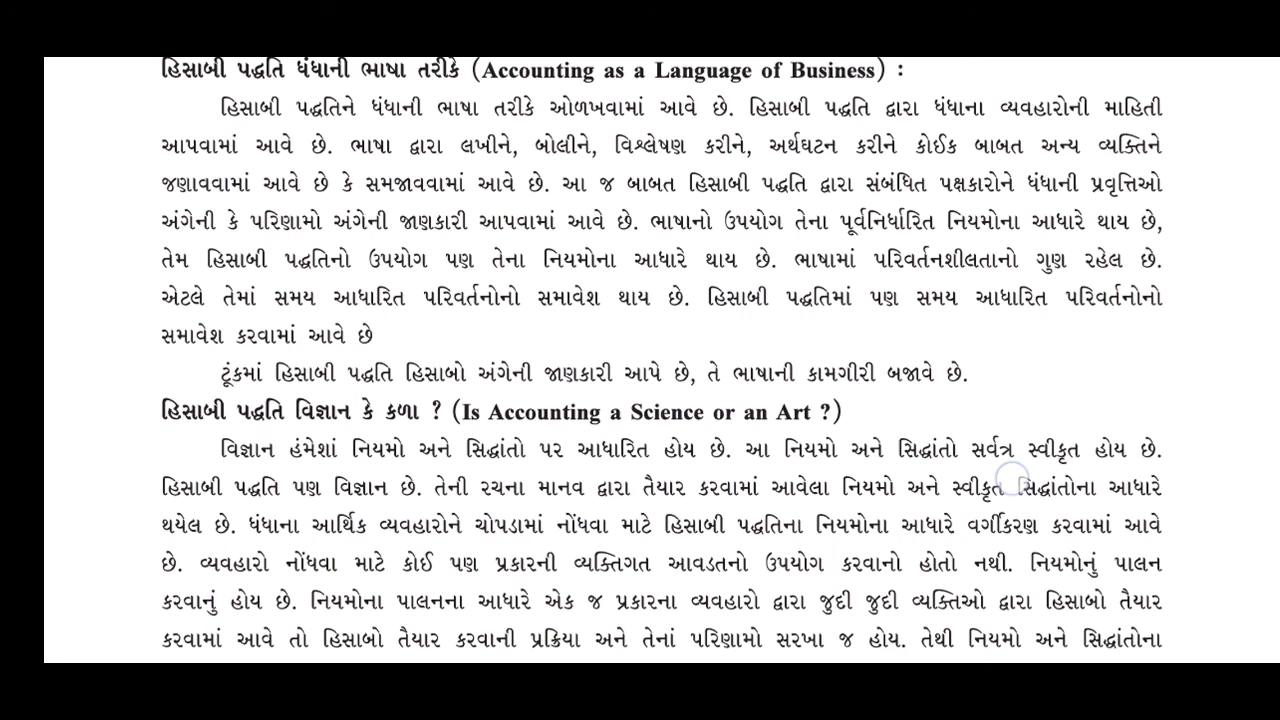 હિસાબી પદ્ધતિ ધંધાની ભાષા તરીકે (Accounting as a Language of Business) :
હિસાબી પદ્ધતિને ધંધાની ભાષા તરીકે ઓળખવામાં આવે છે. હિસાબી પદ્ધતિ દ્વારા ધંધાના વ્યવહારોની માહિતી
આપવામાં આવે છે. ભાષા દ્વારા લખીને, બોલીને, વિશ્લેષણ કરીને, અર્થઘટન કરીને કોઈક બાબત અન્ય વ્યક્તિને
જણાવવામાં આવે છે કે સમજાવવામાં આવે છે. આ જ બાબત હિસાબી પદ્ધતિ દ્વારા સંબંધિત પક્ષકારોને ધંધાની પ્રવૃત્તિઓ
અંગેની કે પરિણામો અંગેની જાણકારી આપવામાં આવે છે. ભાષાનો ઉપયોગ તેના પૂર્વનિર્ધારિત નિયમોના આધારે થાય છે,
તેમ હિસાબી પદ્ધતિનો ઉપયોગ પણ તેના નિયમોના આધારે થાય છે. ભાષામાં પરિવર્તનશીલતાનો ગુણ રહેલ છે.
એટલે તેમાં સમય આધારિત પરિવર્તનોનો સમાવેશ થાય છે. હિસાબી પદ્ધતિમાં પણ સમય આધારિત પરિવર્તનોનો
સમાવેશ કરવામાં આવે છે
ટૂંકમાં હિસાબી પદ્ધતિ હિસાબો અંગેની જાણકારી આપે છે, તે ભાષાની કામગીરી બજાવે છે.
હિસાબી પદ્ધતિ વિજ્ઞાન કે કળા ? (Is Accounting a Science or an Art ?)
વિજ્ઞાન હંમેશાં નિયમો અને સિદ્ધાંતો પર આધારિત હોય છે. આ નિયમો અને સિદ્ધાંતો સર્વત્ર સ્વીકૃત હોય છે.
હિસાબી પદ્ધતિ પણ વિજ્ઞાન છે. તેની રચના માનવ દ્વારા તૈયાર કરવામાં આવેલા નિયમો અને સ્વીકૃત સિદ્ધાંતોના આધારે
થયેલ છે. ધંધાના આર્થિક વ્યવહારોને ચોપડામાં નોંધવા માટે હિસાબી પદ્ધતિના નિયમોના આધારે વર્ગીકરણ કરવામાં આવે
છે. વ્યવહારો નોંધવા માટે કોઈ પણ પ્રકારની વ્યક્તિગત આવડતનો ઉપયોગ કરવાનો હોતો નથી. નિયમોનું પાલન
કરવાનું હોય છે. નિયમોના પાલનના આધારે એક જ પ્રકારના વ્યવહારો દ્વારા જુદી જુદી વ્યક્તિઓ દ્વારા હિસાબો તૈયાર
કરવામાં આવે તો હિસાબો તૈયાર કરવાની પ્રક્રિયા અને તેનાં પરિણામો સરખા જ હોય. તેથી નિયમો અને સિદ્ધાંતોના